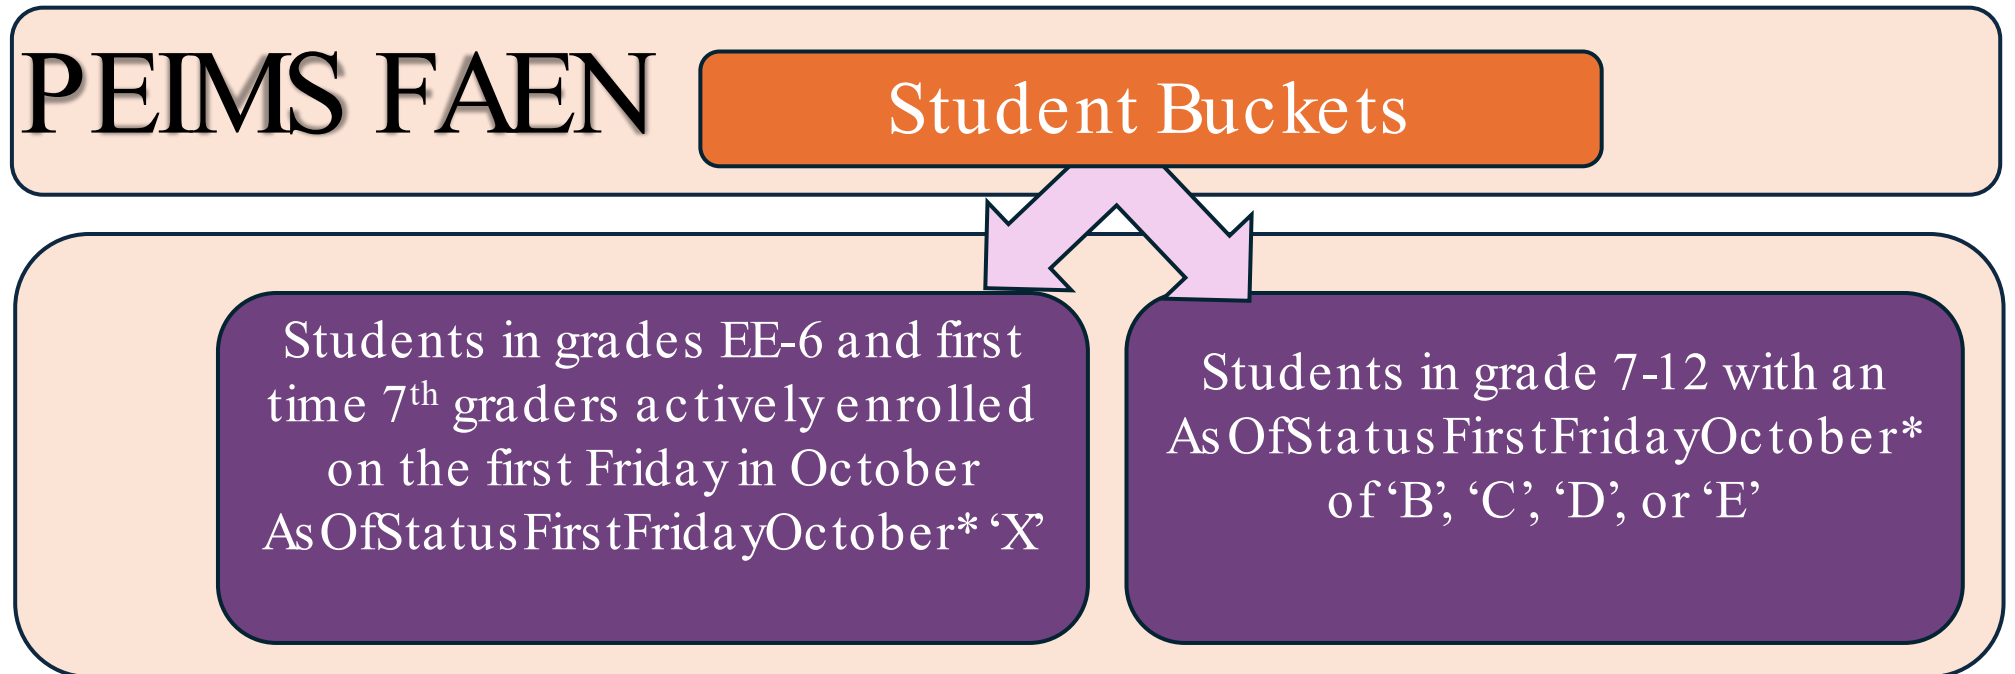 PEIMS FAEN
Student Buckets
Students in grades EE-6 and first
time 7th graders actively enrolled
on the first Friday in October
AsOfStatusFirstFridayOctober* ‘X’
Students in grade 7-12 with an
AsOfStatusFirstFridayOctober*
of ‘B’, ‘C’, ‘D’, or ‘E’